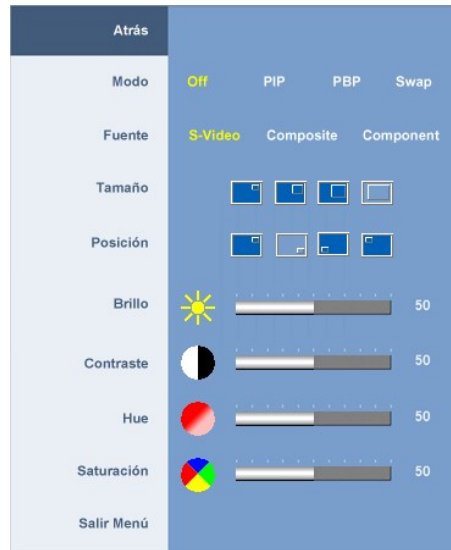 Atrás
Modo Off PIP PBP Swap
Fuente S-Video Composite Component
Tamaño
Posición
Brillo 50
Contraste 50
Hue 50
Saturación 50
Salir Menú